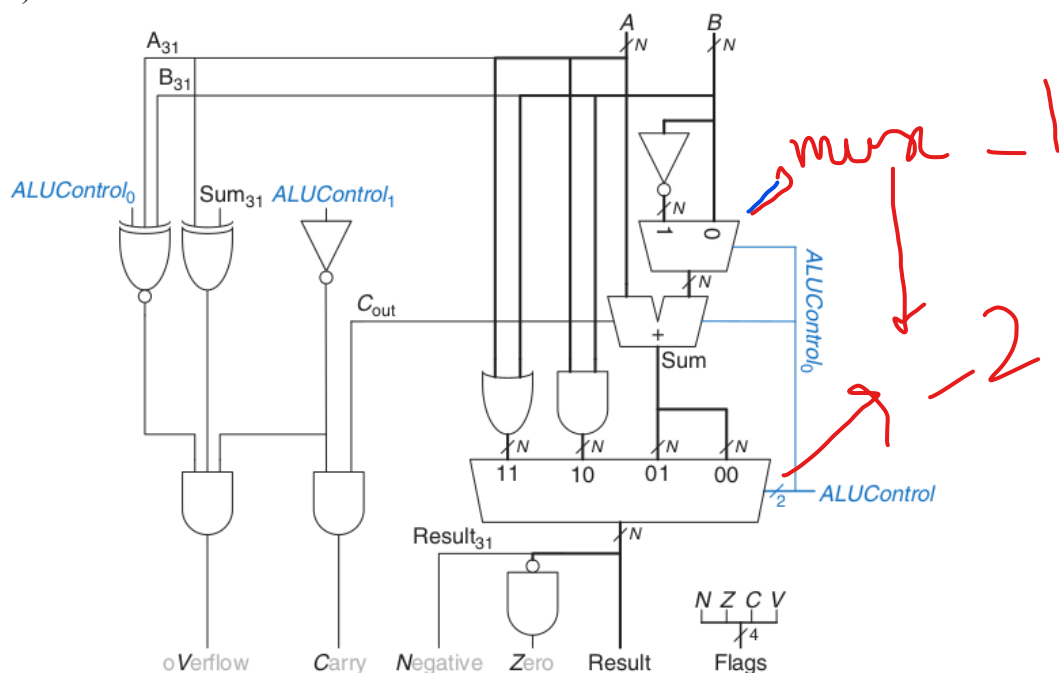 )
A B
N N
A31
B31
ALUControl0 Sum31 ALUControl1
N
mux _ 1
1 0
N
ALUControl0
Cout
+
Sum
_ 2
N N N N
11 10 01 00
2 ALUControl
Result31 N
N Z C V
4
oVerflow Carry Negative Zero Result Flags